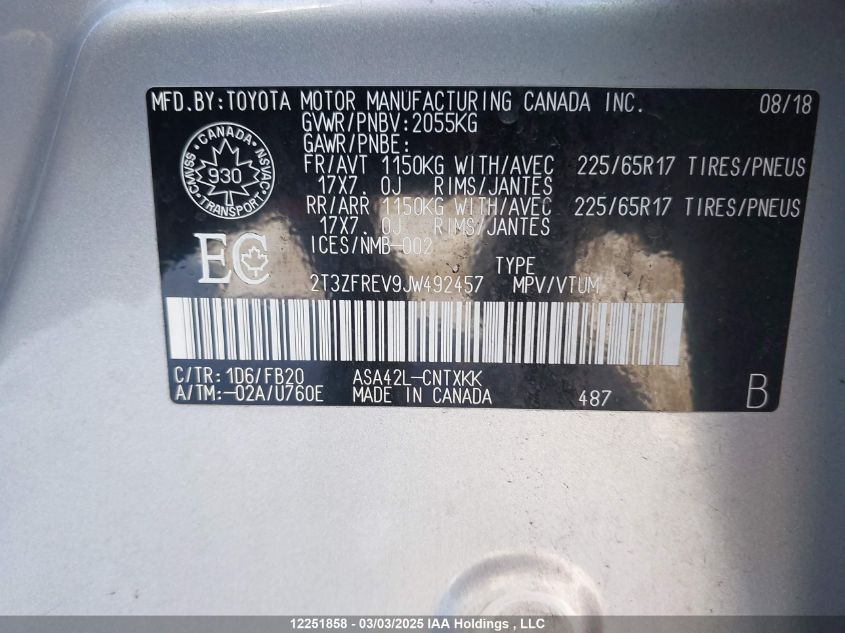 MFD.BY:TOYOTA MOTOR MANUFACTURING CANADA INC. 08/18
GVWR/PNBV:2055KG
GAWR/PNBE:
FR/AVT 1150KG WITH/AVEC 225/65R17 TIRES/PNEUS
17X7.0J RIMS/JANTES
RR/ARR 1150KG WITH/AVEC 225/65R17 TIRES/PNEUS
17X7.0J RIMS/JANTES
ICES/NMB-002
CANADA
CMVSS
930
NSVAC
TRANSPORT
EC
TYPE
2T3ZFREV9JW492457 MPV/VTUM
C/TR:1D6/FB20 ASA42L-CNTXKK
A/TM:-02A/U760E MADE IN CANADA 487 B
12251858 - 03/03/2025 IAA Holdings, LLC